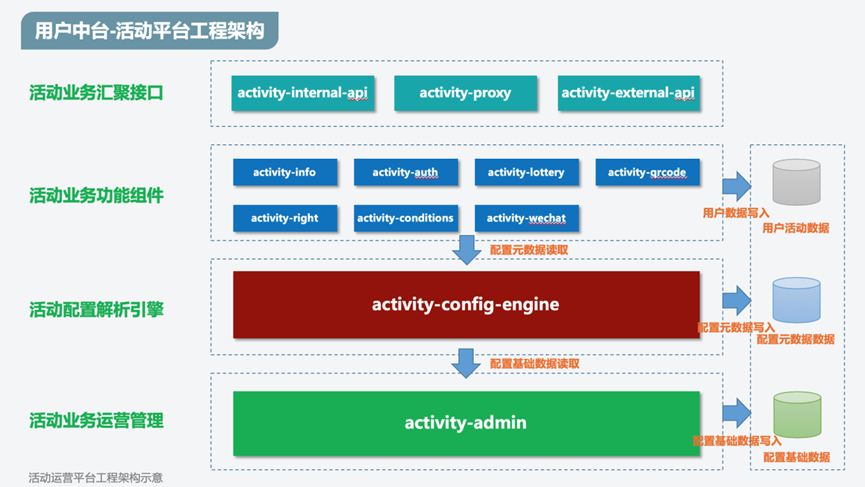 用户中台-活动平台工程架构
活动业务汇聚接口
activity-internal-api
activity-proxy
activity-external-api
活动业务功能组件
activity-info
activity-auth
activity-lottery
activity-qrcode
activity-right
activity-conditions
activity-wechat
用户数据写入
用户活动数据
配置元数据读取
活动配置解析引擎
activity-config-engine
配置元数据写入
配置元数据数据
配置基础数据读取
活动业务运营管理
activity-admin
配置基础数据写入
配置基础数据
活动运营平台工程架构示意